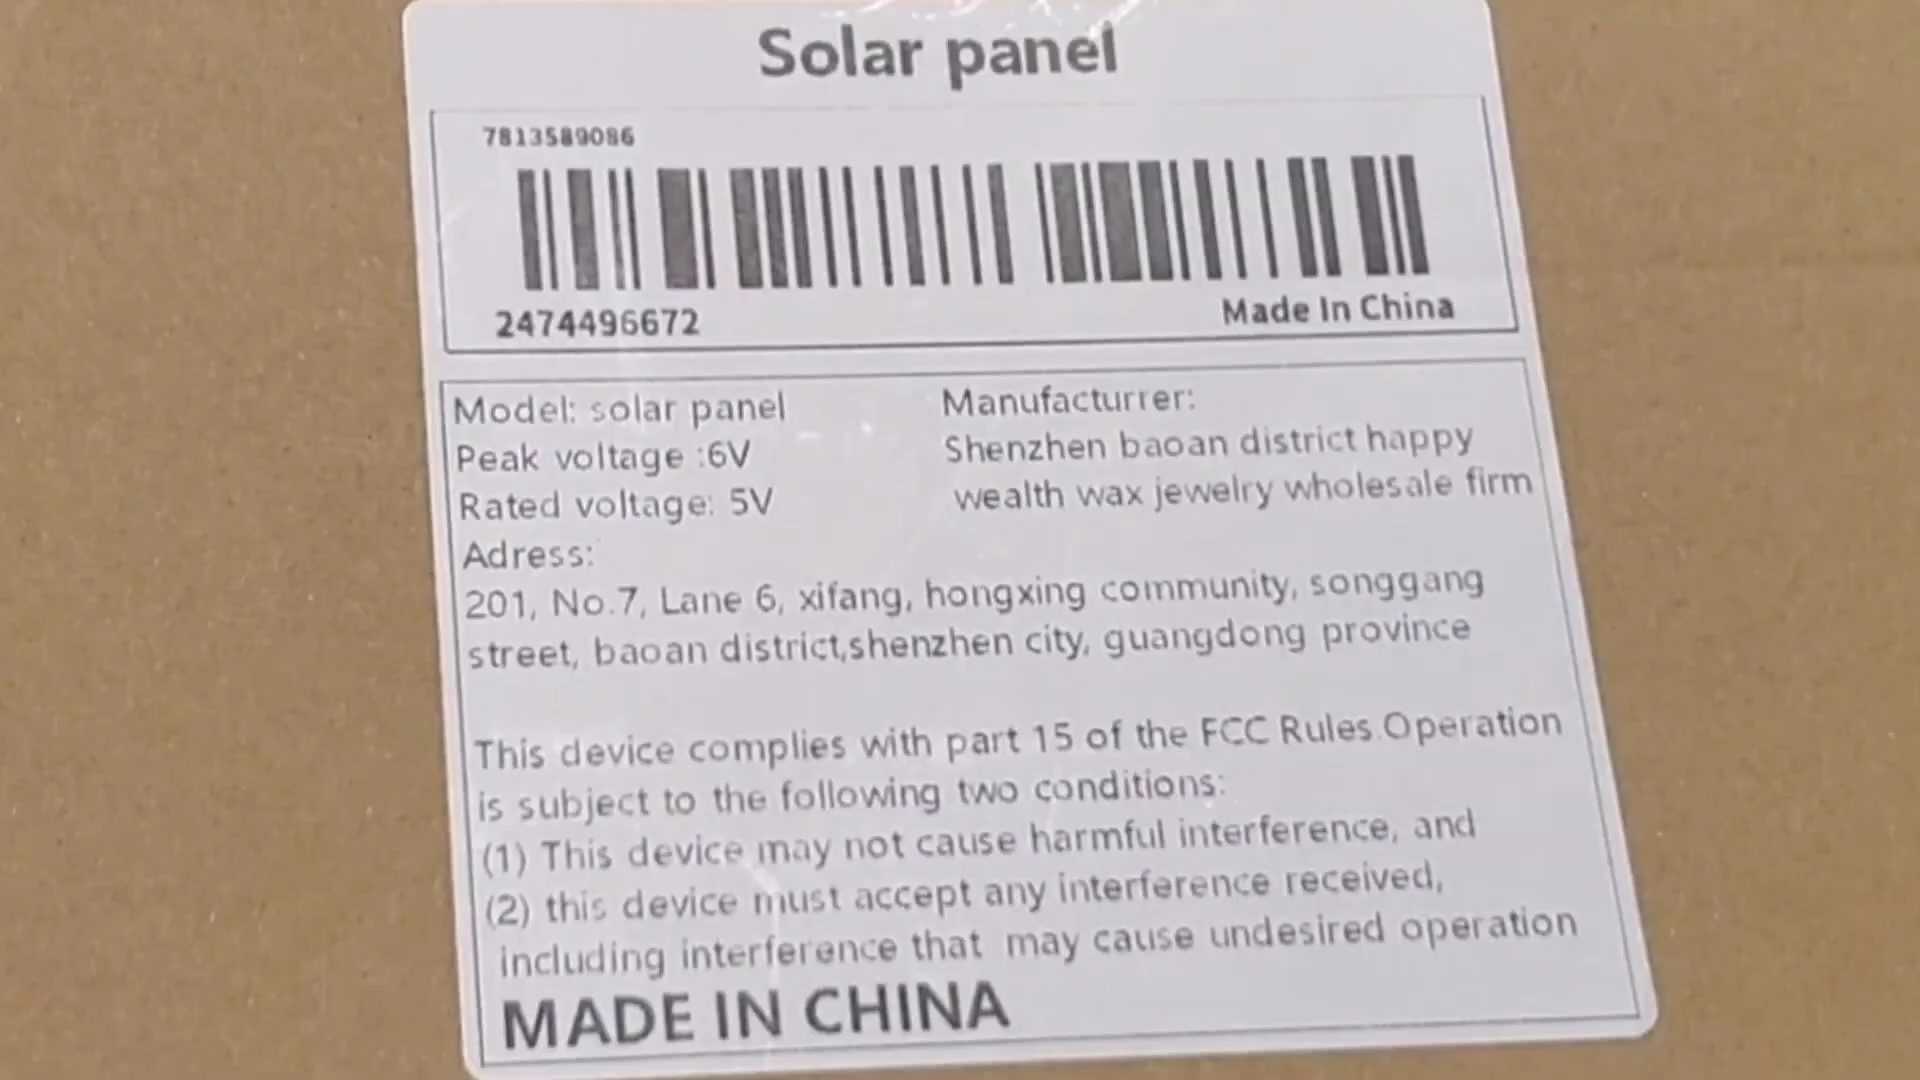 Solar panel
7813589086
2474496672 Made In China
Model: solar panel
Peak voltage :6V
Rated voltage: 5V
Manufacturrer:
Shenzhen baoan district happy
wealth wax jewelry wholesale firm
Adress:
201, No.7, Lane 6, xifang, hongxing community, songgang
street, baoan district,shenzhen city, guangdong province
This device complies with part 15 of the FCC Rules.Operation
is subject to the following two conditions:
(1) This device may not cause harmful interference, and
(2) this device must accept any interference received,
including interference that may cause undesired operation
MADE IN CHINA